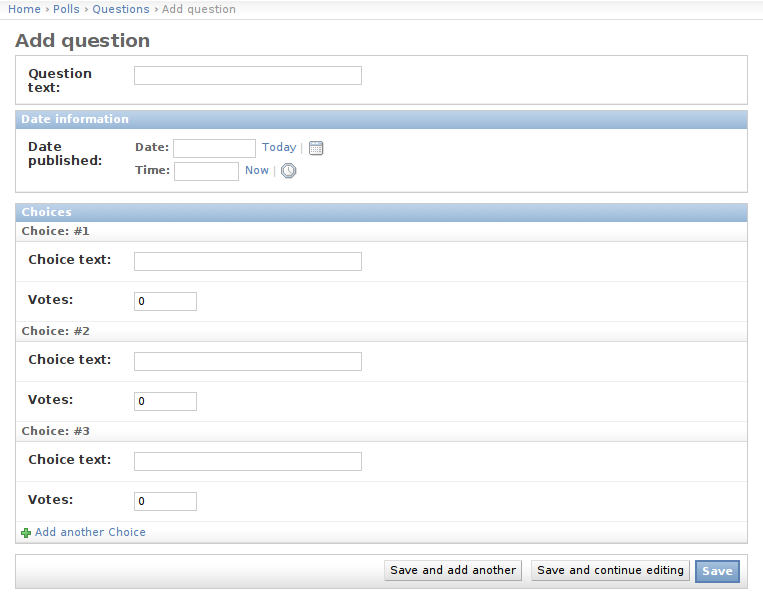 Home › Polls › Questions › Add question
Add question
Question
text:
Date information
Date
published:
Date: Today |
Time: Now |
Choices
Choice: #1
Choice text:
Votes: 0
Choice: #2
Choice text:
Votes: 0
Choice: #3
Choice text:
Votes: 0
Add another Choice
Save and add another Save and continue editing Save